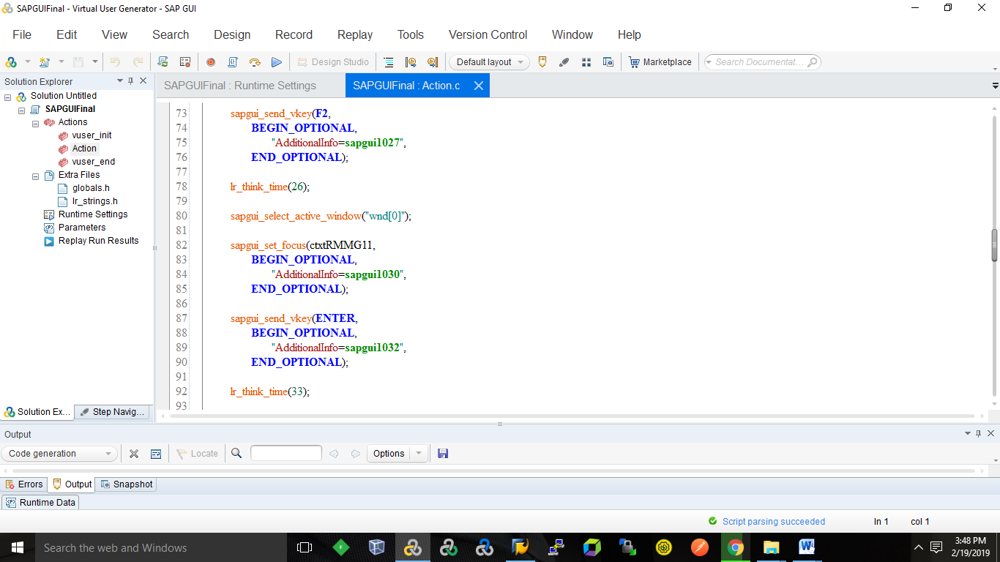 SAPGUIFinal - Virtual User Generator - SAP GUI
File Edit View Search Design Record Replay Tools Version Control Window Help
Design Studio Default layout Marketplace Search Documentat...
Solution Explorer
SAPGUIFinal : Runtime Settings SAPGUIFinal : Action.c
Solution Untitled
SAPGUIFinal
Actions
vuser_init
Action
vuser_end
Extra Files
globals.h
lr_strings.h
Runtime Settings
Parameters
Replay Run Results
73 sapgui_send_vkey(F2,
74 BEGIN_OPTIONAL,
75 "AdditionalInfo=sapgui1027",
76 END_OPTIONAL);
77
78 lr_think_time(26);
79
80 sapgui_select_active_window("wnd[0]");
81
82 sapgui_set_focus(ctxtRMMG11,
83 BEGIN_OPTIONAL,
84 "AdditionalInfo=sapgui1030",
85 END_OPTIONAL);
86
87 sapgui_send_vkey(ENTER,
88 BEGIN_OPTIONAL,
89 "AdditionalInfo=sapgui1032",
90 END_OPTIONAL);
91
92 lr_think_time(33);
93
Solution Ex... Step Navig...
Output
Code generation Locate Options
Errors Output Snapshot
Runtime Data
Script parsing succeeded ln 1 col 1
Search the web and Windows
3:48 PM
2/19/2019